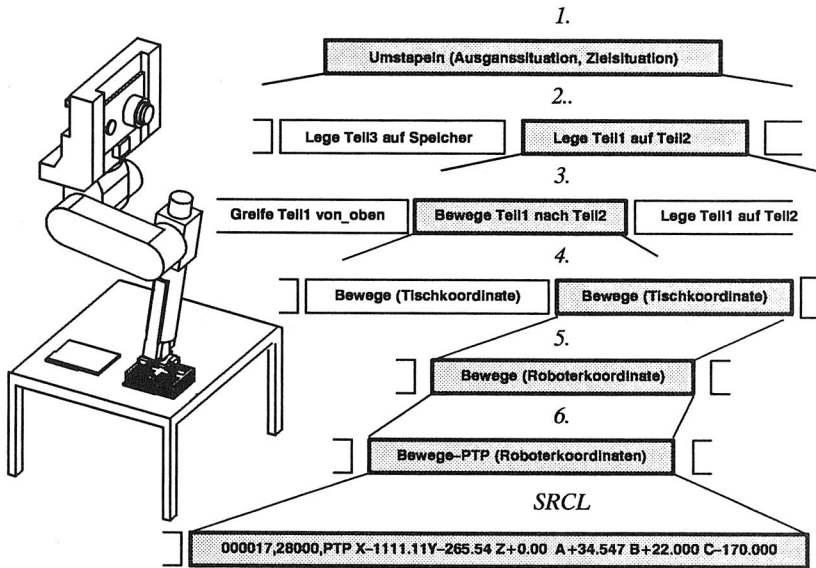 1.
Umstapeln (Ausganssituation, Zielsituation)
2..
Lege Teil3 auf Speicher
Lege Teil1 auf Teil2
3.
Greife Teil1 von_oben
Bewege Teil1 nach Teil2
Lege Teil1 auf Teil2
4.
Bewege (Tischkoordinate)
Bewege (Tischkoordinate)
5.
Bewege (Roboterkoordinate)
6.
Bewege–PTP (Roboterkoordinaten)
SRCL
000017,28000,PTP X–1111.11Y–265.54 Z+0.00 A+34.547 B+22.000 C–170.000